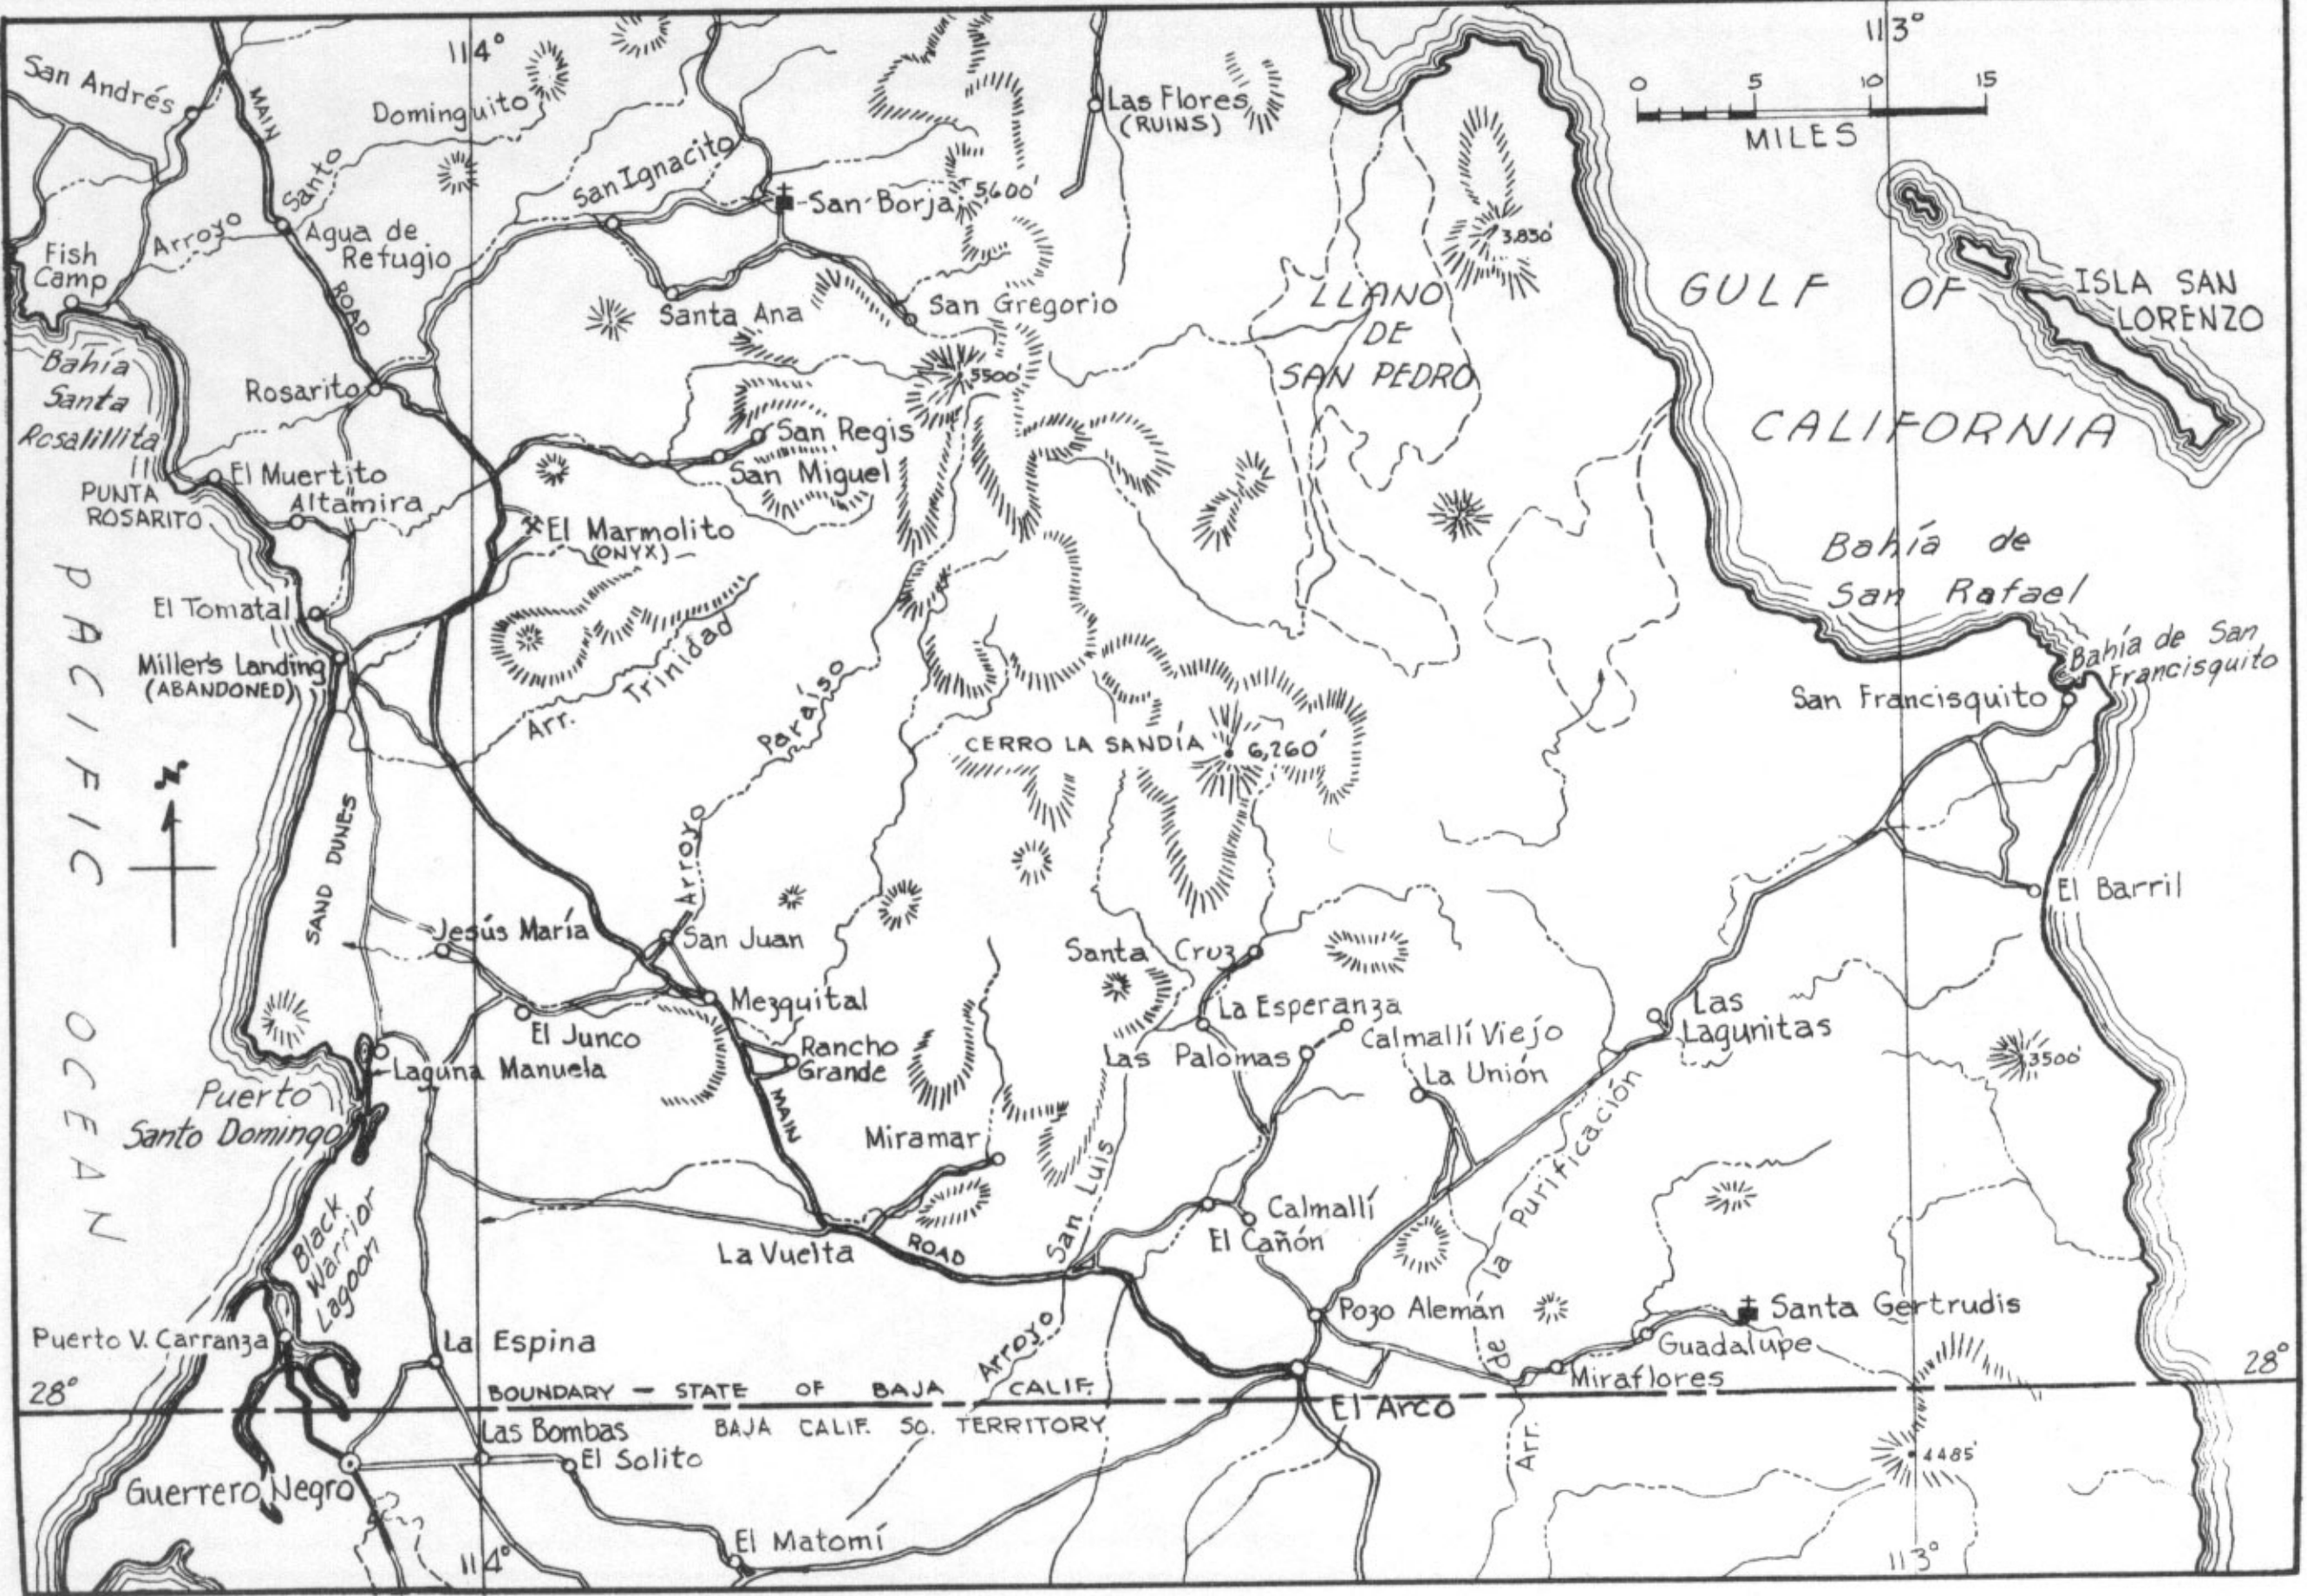 114°
113°
San Andrés
MAIN
Dominguito
Las Flores
(RUINS)
0 5 10 15
MILES
Santo
San Ignacito
San Borja
5600'
Arroyo
Agua de
Refugio
3,830'
Fish
Camp
ROAD
Santa Ana
San Gregorio
LLANO
DE
SAN PEDRO
GULF OF
CALIFORNIA
ISLA SAN
LORENZO
Bahía
Santa
Rosalillita
Rosarito
5500'
San Regis
San Miguel
El Muertito
PUNTA
ROSARITO
Altamira
El Marmolito
(ONYX)
Bahía de
San Rafael
PACIFIC OCEAN
El Tomatal
Arr. Trinidad
Miller's Landing
(ABANDONED)
Paraíso
Bahía de San
Francisquito
San Francisquito
CERRO LA SANDÍA
6,260'
N.
SAND DUNES
Arroyo
El Barril
Jesús María
San Juan
Santa Cruz
Mezquital
La Esperanza
Las
Lagunitas
El Junco
Rancho
Grande
Las Palomas
Calmallí Viejo
Laguna Manuela
La Unión
3500'
Puerto
Santo Domingo
MAIN
Miramar
San Luis
de la Purificación
Black
Warrior
Lagoon
La Vuelta
ROAD
Calmallí
El Cañón
Arroyo
Pozo Alemán
Santa Gertrudis
Puerto V. Carranza
La Espina
Guadalupe
Miraflores
28°
28°
BOUNDARY — STATE OF BAJA CALIF.
BAJA CALIF. SO. TERRITORY
El Arco
Las Bombas
El Solito
Arr.
4485'
Guerrero Negro
El Matomí
114°
113°